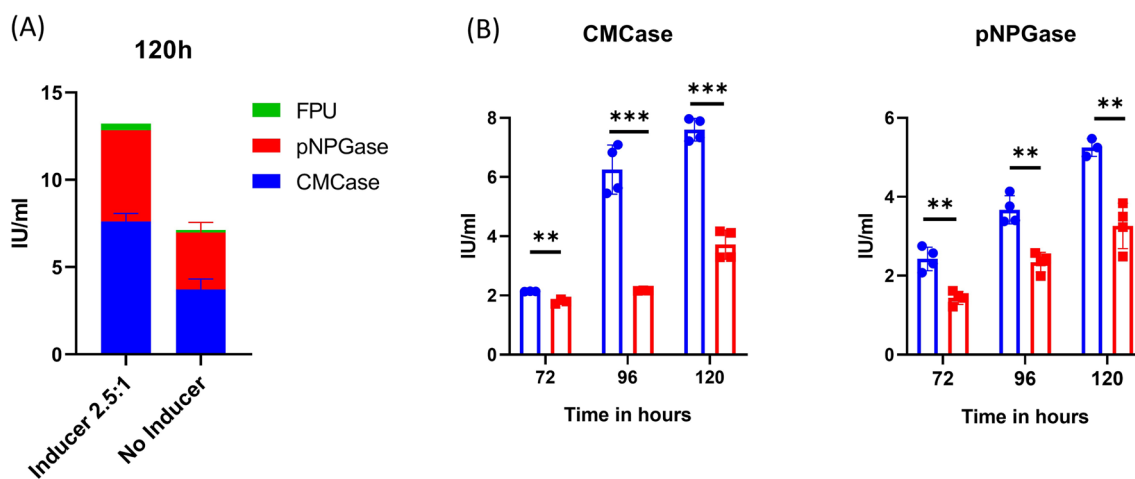 (A)
120h
IU/ml
15
10
5
0
Inducer 2.5:1
No Inducer
FPU
pNPGase
CMCase
(B)
CMCase
IU/ml
8
6
4
2
0
**
***
***
72
96
120
Time in hours
pNPGase
IU/ml
6
4
2
0
**
**
**
72
96
120
Time in hours